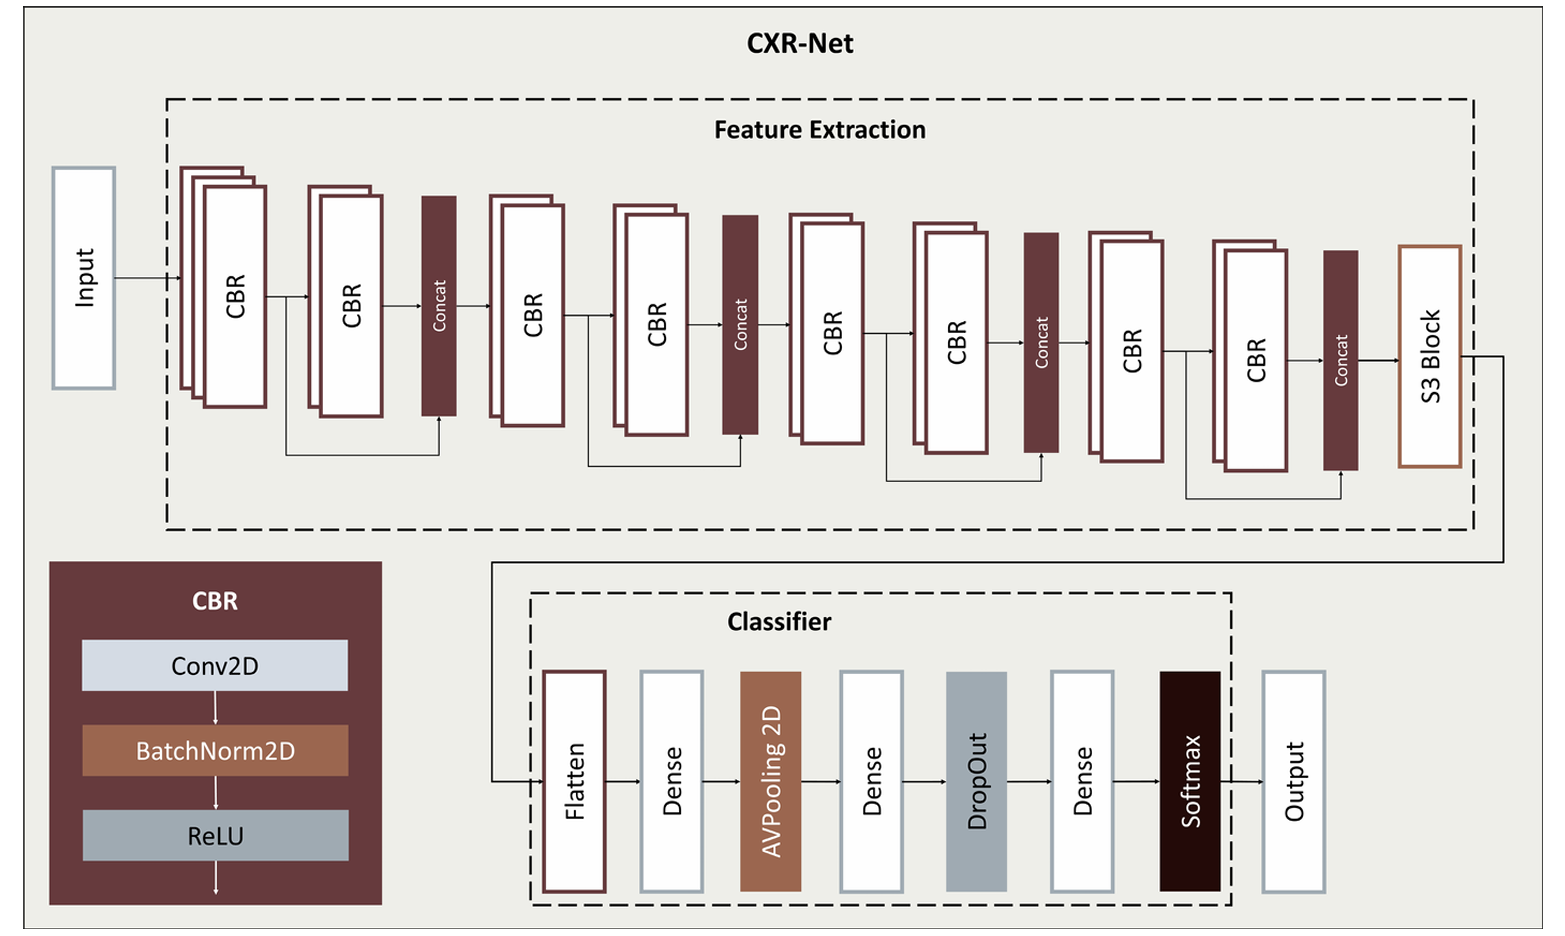 CXR-Net
Feature Extraction
Input
CBR
CBR
Concat
CBR
CBR
Concat
CBR
CBR
Concat
CBR
CBR
Concat
S3 Block
CBR
Conv2D
BatchNorm2D
ReLU
Classifier
Flatten
Dense
AVPooling 2D
Dense
DropOut
Dense
Softmax
Output